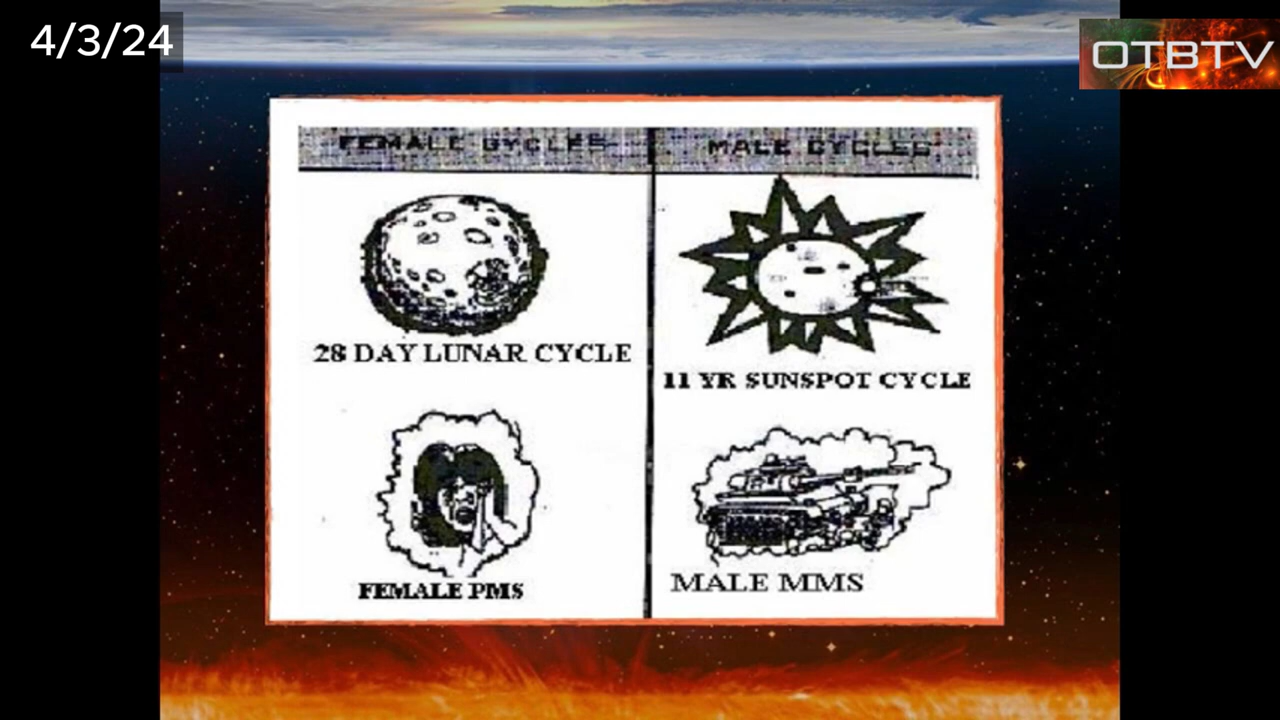 4/3/24
OTBTV
FEMALE CYCLES
MALE CYCLES
28 DAY LUNAR CYCLE
11 YR SUNSPOT CYCLE
FEMALE PMS
MALE MMS